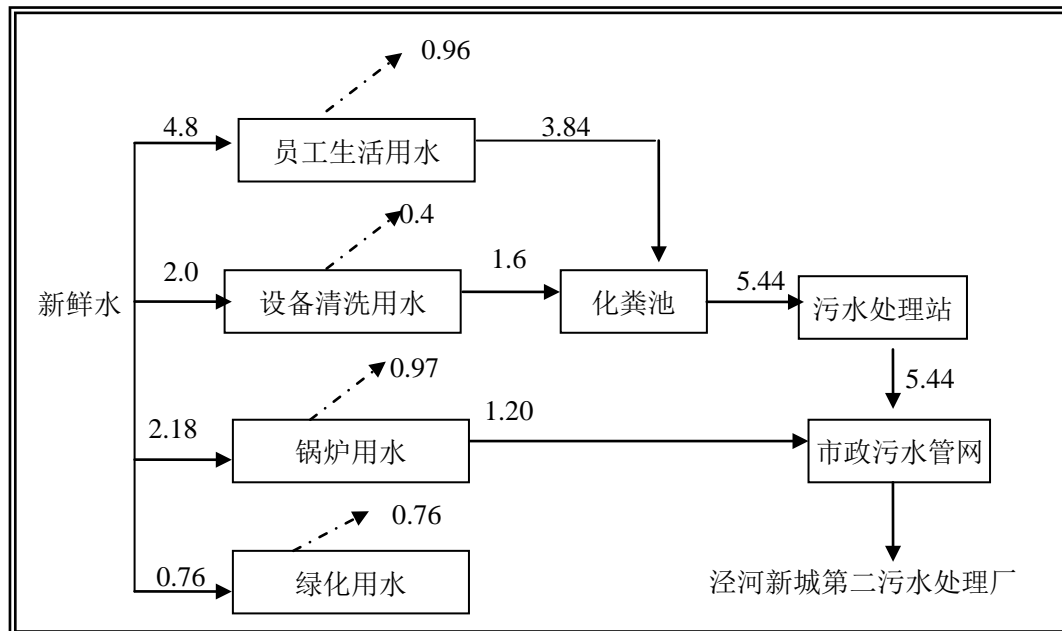 0.96
4.8
员工生活用水
3.84
0.4
2.0
设备清洗用水
1.6
化粪池
5.44
污水处理站
新鲜水
0.97
5.44
2.18
锅炉用水
1.20
市政污水管网
0.76
0.76
绿化用水
泾河新城第二污水处理厂